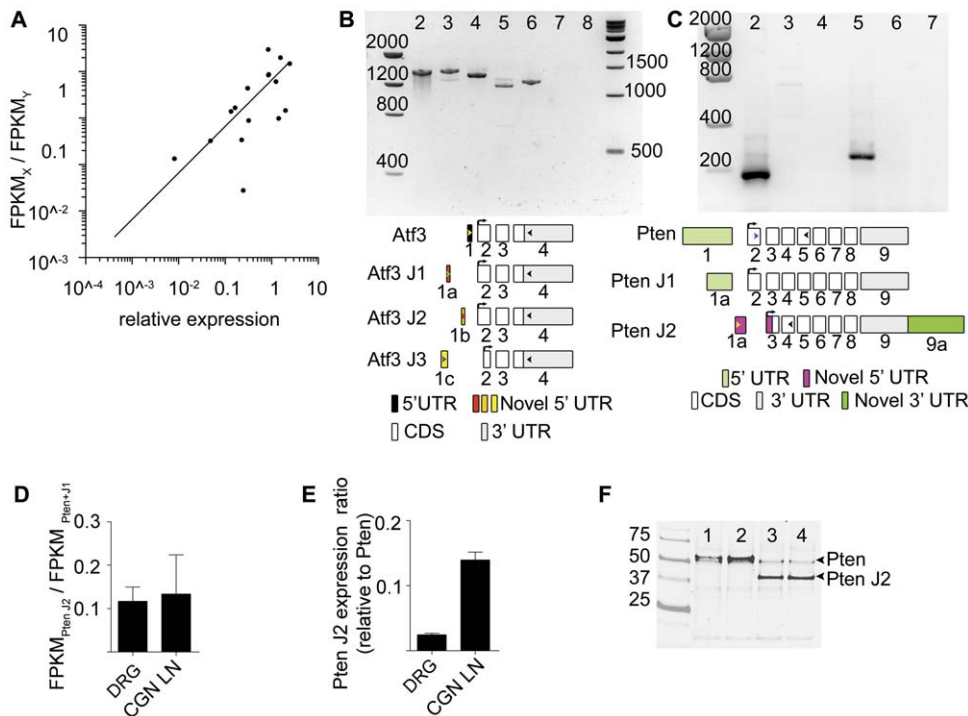 A
FPKM_X / FPKM_Y
10
1
0.1
10^-2
10^-3
10^-4
10^-3
10^-2
0.1
1
10
relative expression
B
2 3 4 5 6 7 8
2000
1200
800
400
1500
1000
500
Atf3
1 2 3 4
Atf3 J1
1a 2 3 4
Atf3 J2
1b 2 3 4
Atf3 J3
1c 2 3 4
5'UTR
Novel 5' UTR
CDS
3' UTR
C
2 3 4 5 6 7
2000
1200
800
400
200
Pten
1 2 3 4 5 6 7 8 9
Pten J1
1a 2 3 4 5 6 7 8 9
Pten J2
1a 3 4 5 6 7 8 9 9a
5' UTR
Novel 5' UTR
CDS
3' UTR
Novel 3' UTR
D
FPKM_Pten J2 / FPKM_Pten+J1
0.3
0.2
0.1
DRG
CGN LN
E
Pten J2 expression ratio
(relative to Pten)
0.2
0.1
DRG
CGN LN
F
75
50
37
25
1 2 3 4
Pten
Pten J2